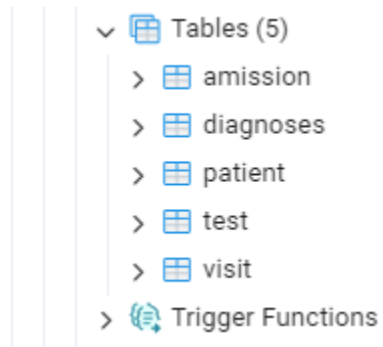 Tables (5)
amission
diagnoses
patient
test
visit
Trigger Functions